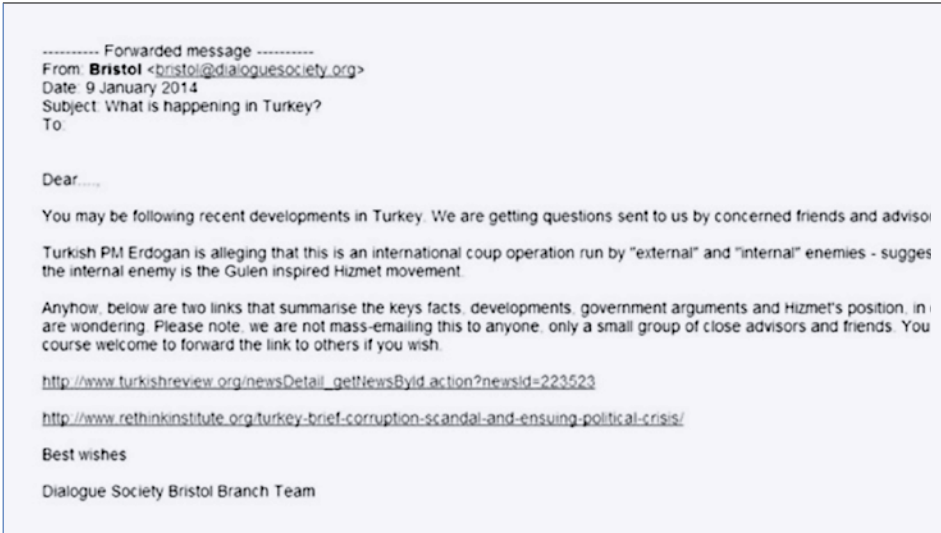 ---------- Forwarded message ----------
From: Bristol <bristol@dialoguesociety.org>
Date: 9 January 2014
Subject: What is happening in Turkey?
To:
Dear.....,
You may be following recent developments in Turkey. We are getting questions sent to us by concerned friends and adviso
Turkish PM Erdogan is alleging that this is an international coup operation run by "external" and "internal" enemies - sugges
the internal enemy is the Gulen inspired Hizmet movement.
Anyhow, below are two links that summarise the keys facts, developments, government arguments and Hizmet's position, in
are wondering. Please note, we are not mass-emailing this to anyone, only a small group of close advisors and friends. You
course welcome to forward the link to others if you wish.
http://www.turkishreview.org/newsDetail_getNewsById.action?newsId=223523
http://www.rethinkinstitute.org/turkey-brief-corruption-scandal-and-ensuing-political-crisis/
Best wishes
Dialogue Society Bristol Branch Team